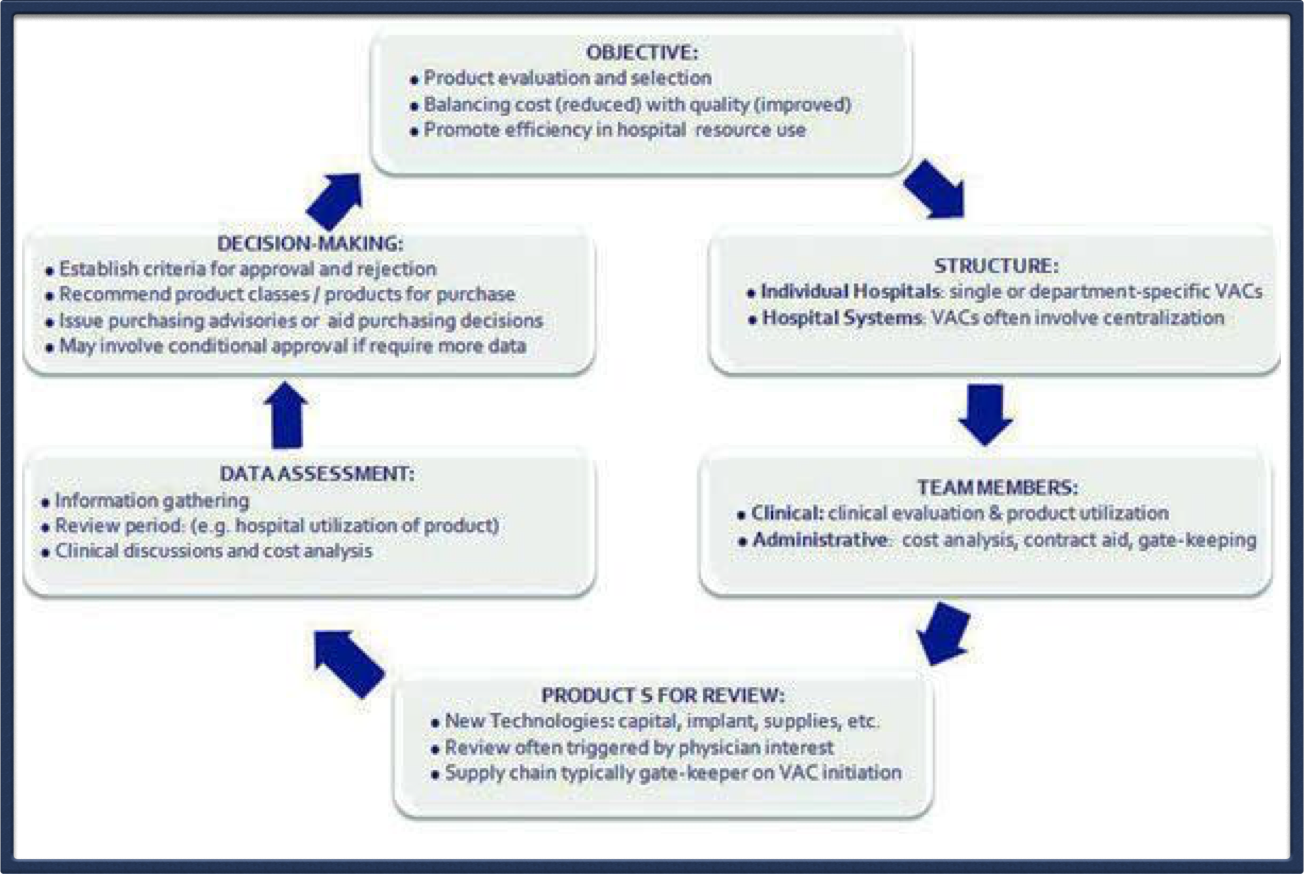 OBJECTIVE:
• Product evaluation and selection
• Balancing cost (reduced) with quality (improved)
• Promote efficiency in hospital resource use
STRUCTURE:
• Individual Hospitals: single or department-specific VACs
• Hospital Systems: VACs often involve centralization
TEAM MEMBERS:
• Clinical: clinical evaluation & product utilization
• Administrative: cost analysis, contract aid, gate-keeping
PRODUCT S FOR REVIEW:
• New Technologies: capital, implant, supplies, etc.
• Review often triggered by physician interest
• Supply chain typically gate-keeper on VAC initiation
DATA ASSESSMENT:
• Information gathering
• Review period: (e.g. hospital utilization of product)
• Clinical discussions and cost analysis
DECISION-MAKING:
• Establish criteria for approval and rejection
• Recommend product classes / products for purchase
• Issue purchasing advisories or aid purchasing decisions
• May involve conditional approval if require more data